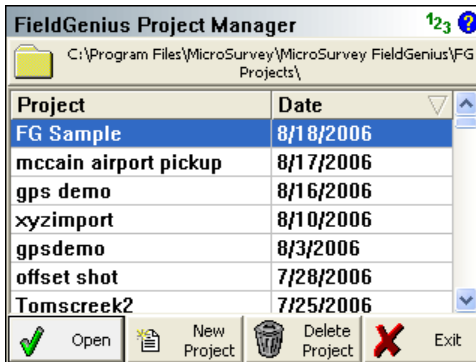 FieldGenius Project Manager 123 ?
C:\Program Files\MicroSurvey\MicroSurvey FieldGenius\FG
Projects\
Project Date
FG Sample 8/18/2006
mccain airport pickup 8/17/2006
gps demo 8/16/2006
xyzimport 8/10/2006
gpsdemo 8/3/2006
offset shot 7/28/2006
Tomscreek2 7/25/2006
Open New Project Delete Project Exit